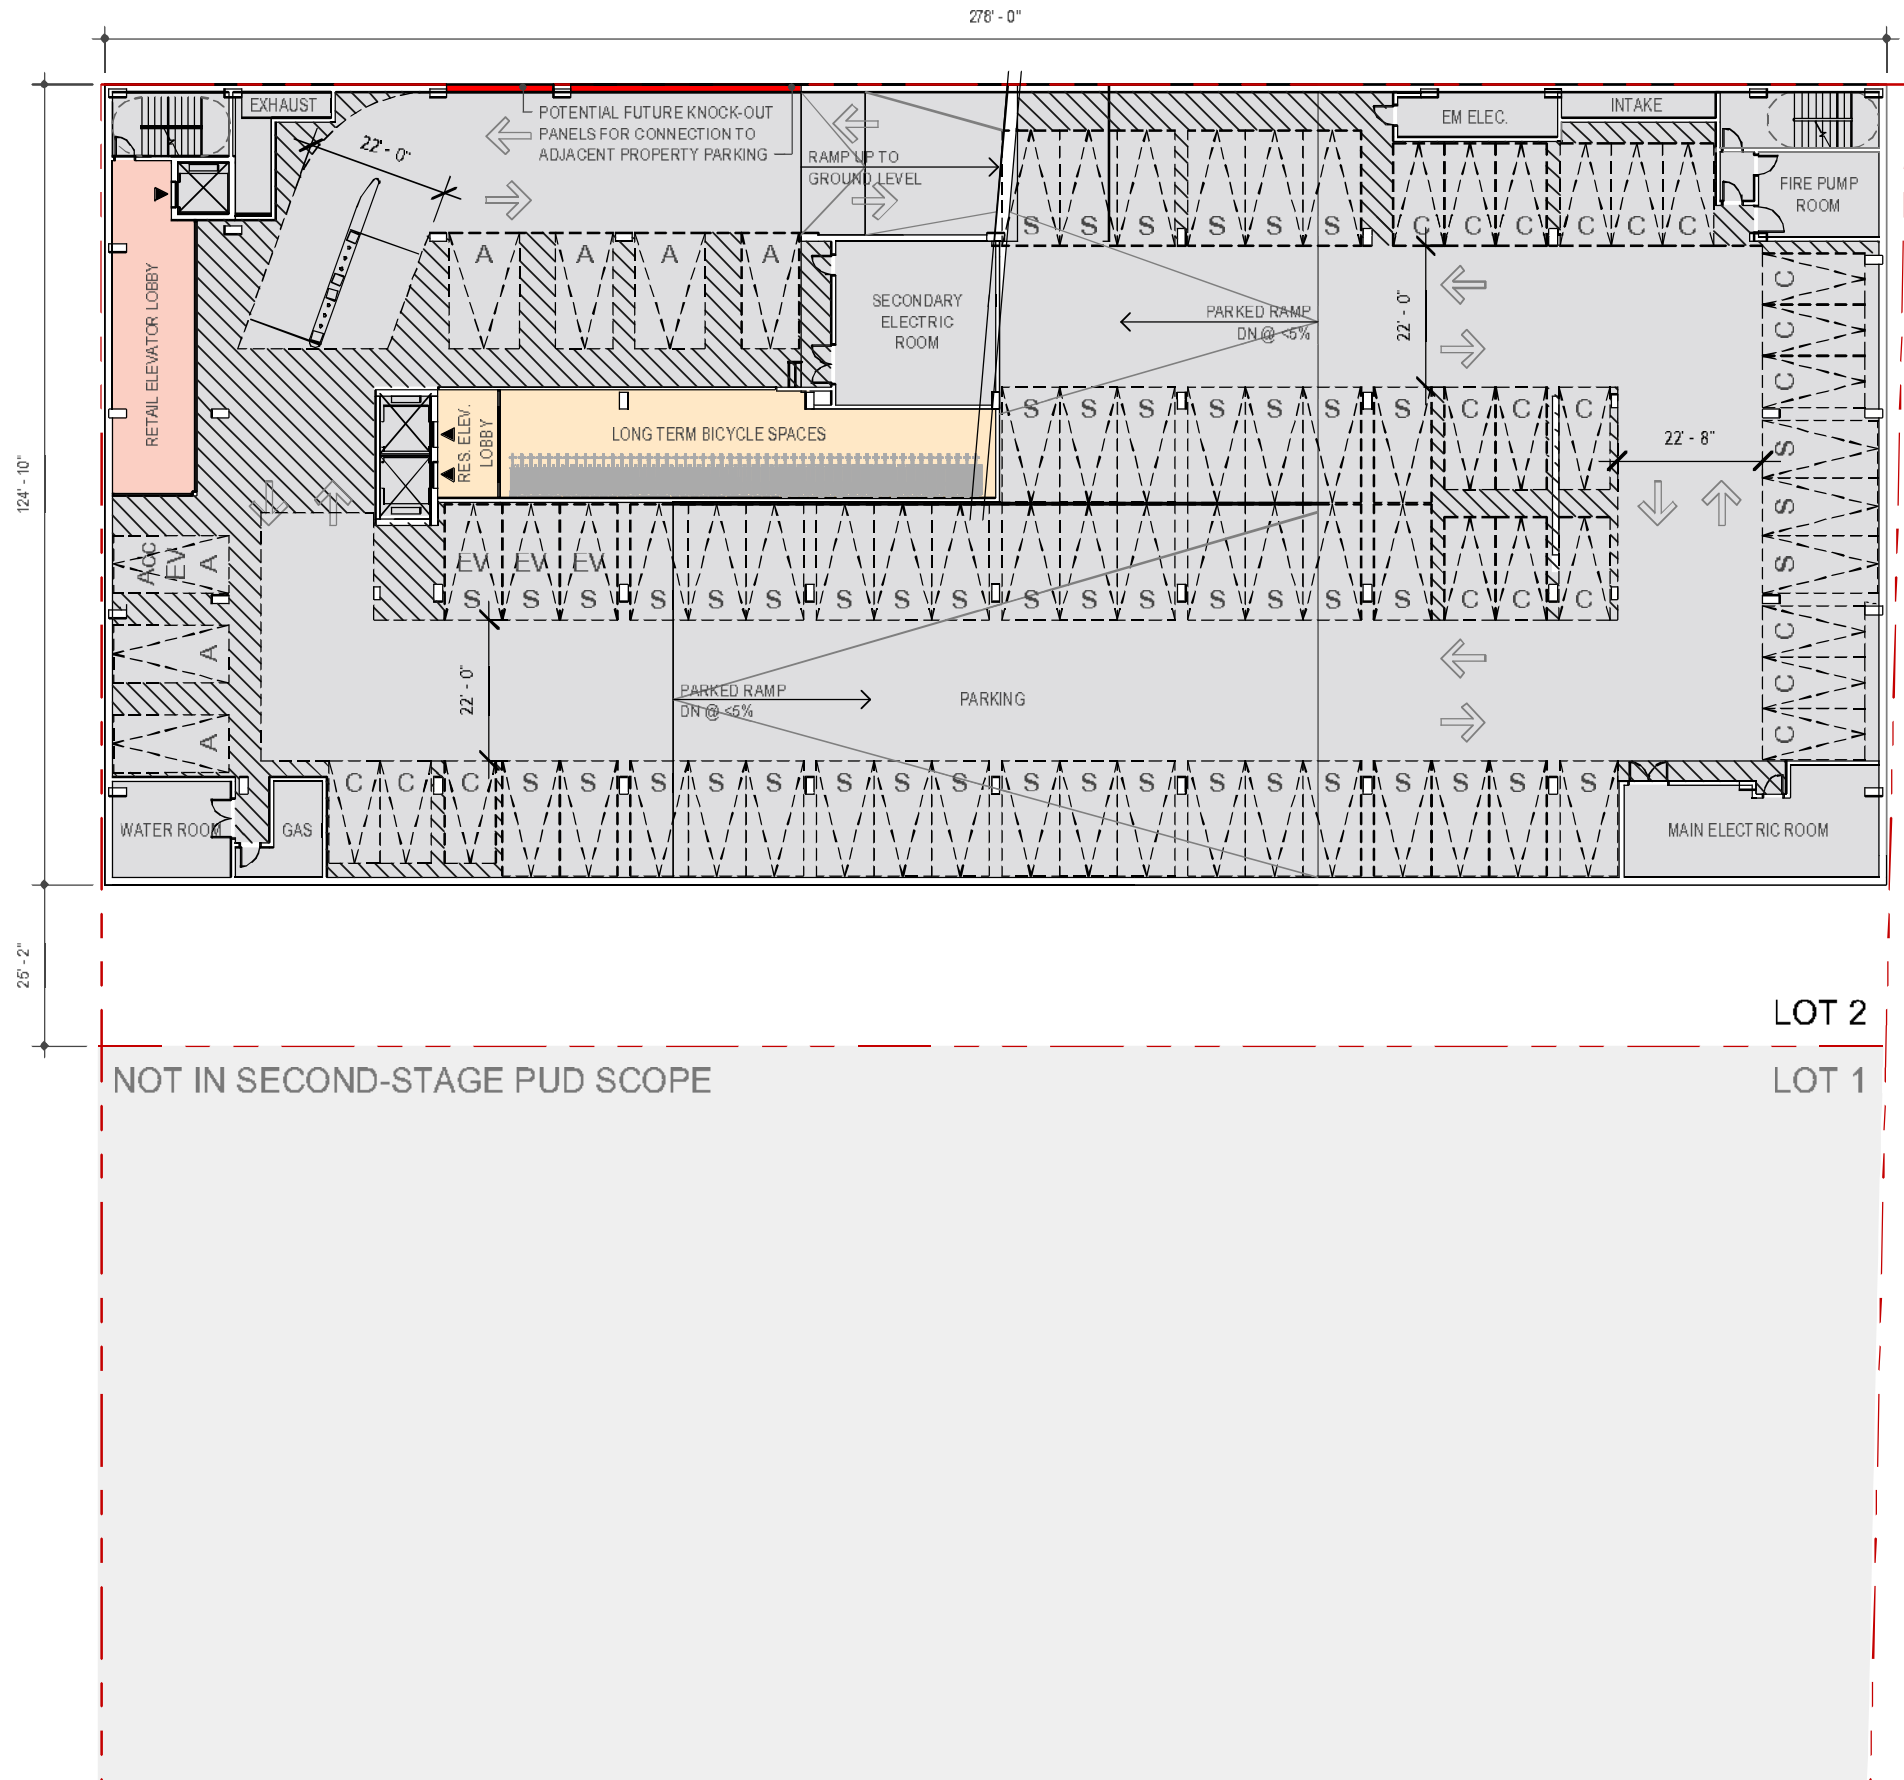 278' - 0"
EXHAUST
POTENTIAL FUTURE KNOCK-OUT
PANELS FOR CONNECTION TO
ADJACENT PROPERTY PARKING
22' - 0"
RAMP UP TO
GROUND LEVEL
EM ELEC.
INTAKE
FIRE PUMP
ROOM
S S S S S S C C C C C C
A A A A
RETAIL ELEVATOR LOBBY
SECONDARY
ELECTRIC
ROOM
PARKED RAMP
DN @ <5%
22' - 0"
C
C
C
124' - 10"
RES. ELEV.
LOBBY
LONG TERM BICYCLE SPACES
S S S S S S S C C C
22' - 8"
S
S
S
Acc
EV
A
EV EV EV
S S S S S S S S S S S S S S S S C C C
A
A
22' - 0"
PARKED RAMP
DN @ <5%
PARKING
C
C
C
C C C S S S S S S S S S S S S S S S S S S
WATER ROOM
GAS
MAIN ELECTRIC ROOM
25' - 2"
LOT 2
NOT IN SECOND-STAGE PUD SCOPE
LOT 1